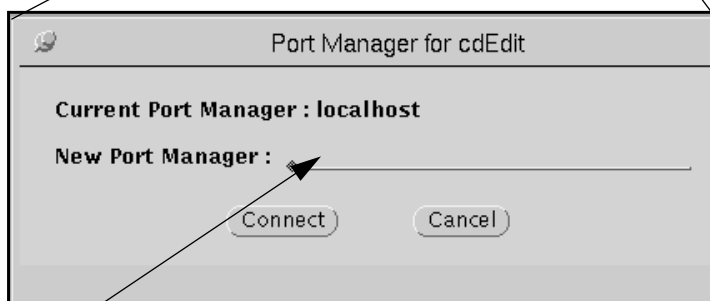 Port Manager for cdEdit
Current Port Manager : localhost
New Port Manager :
Connect Cancel